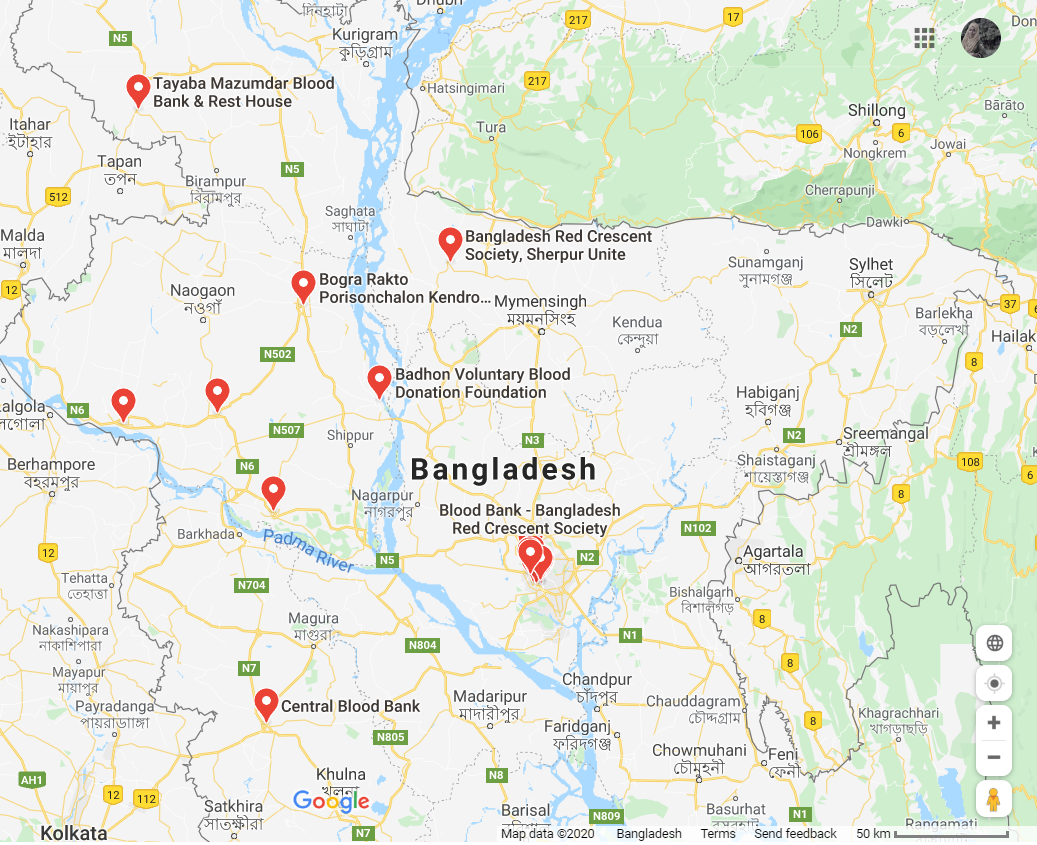 Dhubri
দিনহাটা
217
17
N5
Kurigram
কুড়িগ্রাম
217
Hatsingimari
Tayaba Mazumdar Blood
Bank & Rest House
Shillong
Bārāto
Itahar
ইটাহার
Tura
106
6
Jowai
Nongkrem
Tapan
তপন
N5
Birampur
বিরামপুর
512
Cherrapunji
Saghata
সাঘাটা
Dawki
Malda
মালদা
Bangladesh Red Crescent
Society, Sherpur Unite
Sunamganj
সুনামগঞ্জ
Sylhet
সিলেট
Bogra Rakto
Porisonchalon Kendro...
12
Naogaon
নওগাঁ
Mymensingh
ময়মনসিংহ
37
Barlekha
বড়লেখা
Kendua
কেন্দুয়া
N2
Hailak
N502
8
Badhon Voluntary Blood
Donation Foundation
Habiganj
হবিগঞ্জ
N6
N507
Shippur
N3
N2
Sreemangal
শ্রীমঙ্গল
Berhampore
বহরমপুর
N6
Bangladesh
Shaistaganj
শায়েস্তাগঞ্জ
108
8
8
Nagarpur
নাগরপুর
Blood Bank - Bangladesh
Red Crescent Society
N102
Barkhada
Padma River
12
N5
N2
Agartala
আগরতলা
Tehatta
তেহাত্তা
N704
Bishalgarh
বিশালগড়
Magura
মাগুরা
8
Nakashipara
নাকাশিপারা
N804
N1
Mayapur
মায়াপুর
N7
8
Chandpur
চাঁদপুর
Payradanga
পায়রাডাঙ্গা
Central Blood Bank
Madaripur
মাদারীপুর
Chauddagram
চৌদ্দগ্রাম
8
Khagrachhari
খাগড়াছড়ি
Faridganj
ফরিদগঞ্জ
N805
Chowmuhani
চৌমুহনী
Feni
ফেনী
AH1
Khulna
খুলনা
N8
12
112
Google
Satkhira
সাতক্ষীরা
Barisal
বরিশাল
N809
Basurhat
বসুরহাট
N1
Rangamati
Kolkata
N7
Map data ©2020 Bangladesh Terms Send feedback 50 km